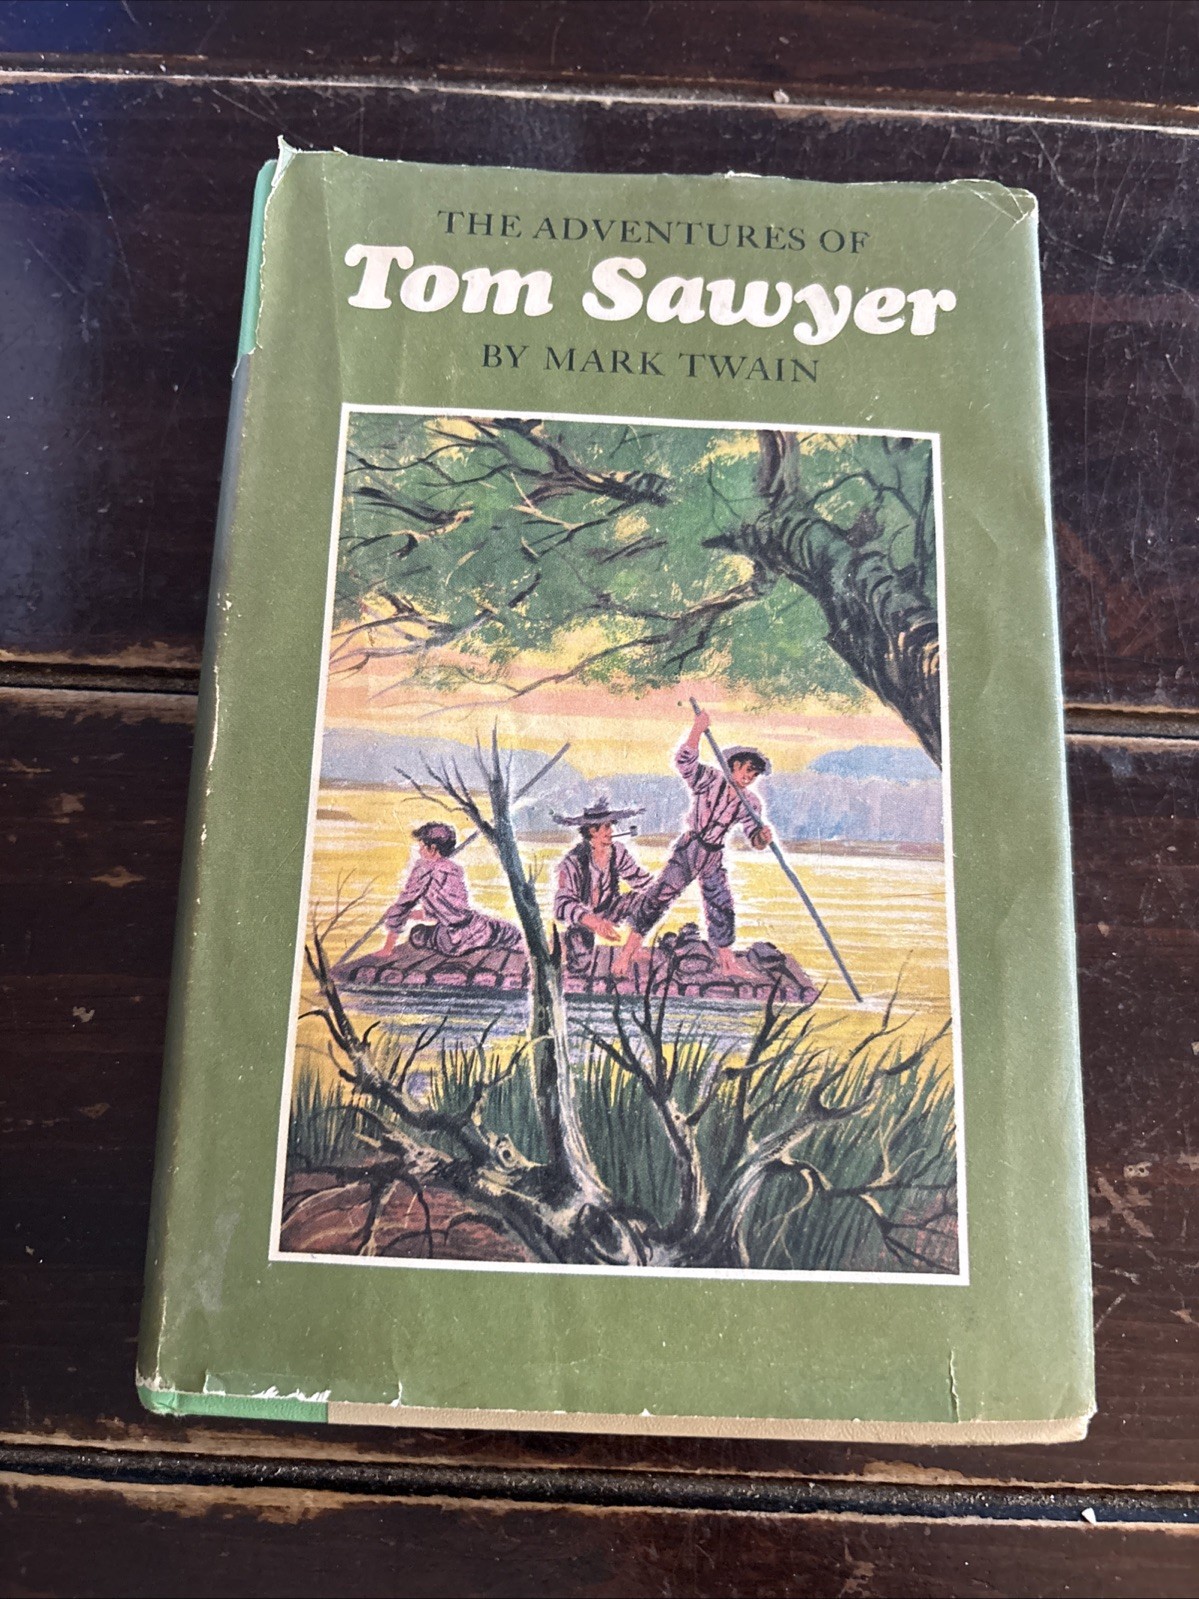 THE ADVENTURES OF
Tom Sawyer
BY MARK TWAIN